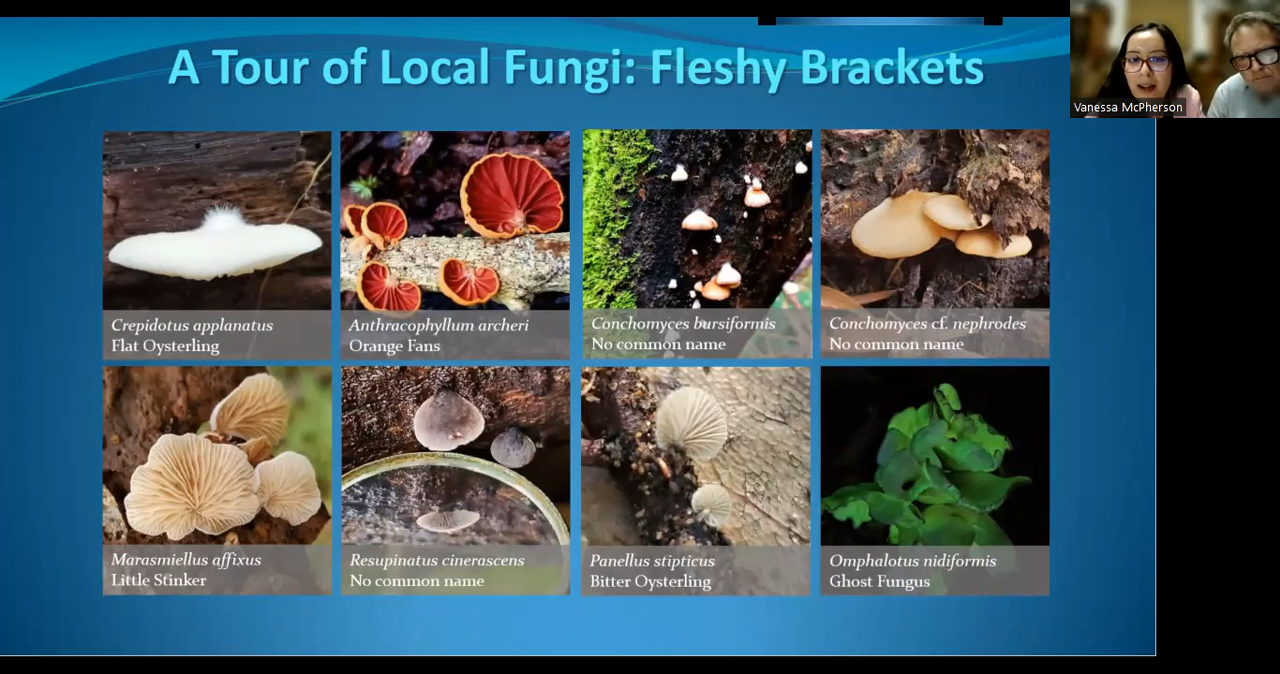 A Tour of Local Fungi: Fleshy Brackets
Vanessa McPherson
Crepidotus applanatus
Flat Oysterling
Anthracophyllum archeri
Orange Fans
Conchomyces bursiformis
No common name
Conchomyces cf. nephrodes
No common name
Marasmiellus affixus
Little Stinker
Resupinatus cinerascens
No common name
Panellus stipticus
Bitter Oysterling
Omphalotus nidiformis
Ghost Fungus